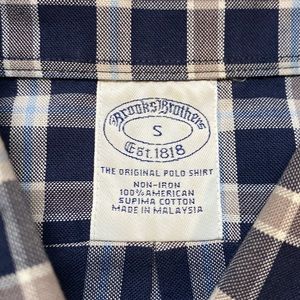 Brooks Brothers
S
Est. 1818
THE ORIGINAL POLO SHIRT
NON-IRON
100% AMERICAN
SUPIMA COTTON
MADE IN MALAYSIA